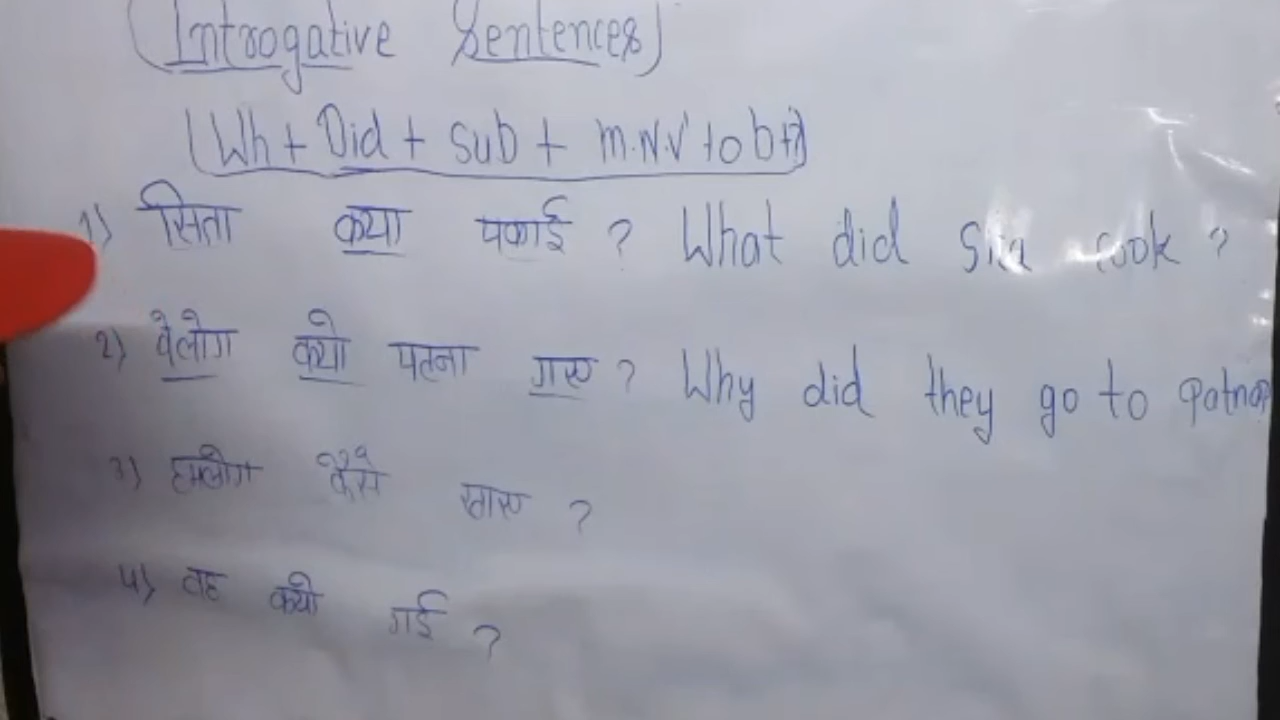 (Introgative Sentences)
(Wh + Did + Sub + m.v.v' + ob + ?)
1) सिता क्या पकाई ? What did Sita cook ?
2) वेलोग क्यो पटना गए ? Why did they go to patna?
3) हमलोग कैसे खाए ?
4) वह क्यो गई ?